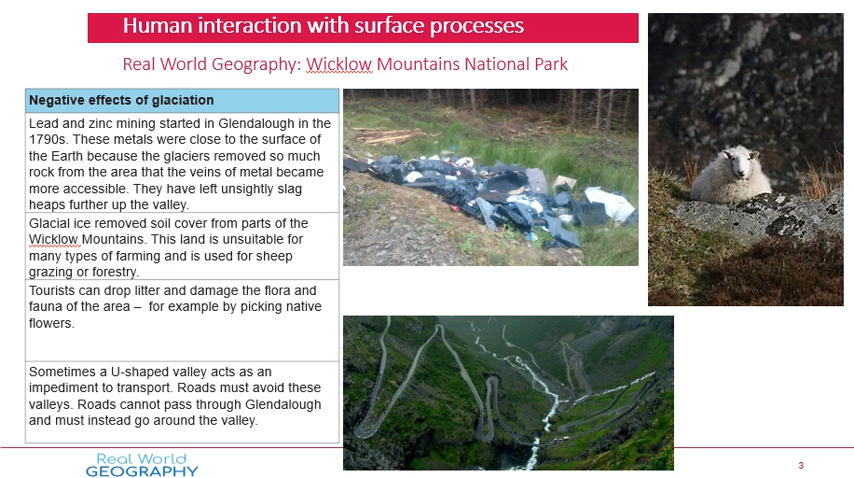 Human interaction with surface processes
Real World Geography: Wicklow Mountains National Park
Negative effects of glaciation
Lead and zinc mining started in Glendalough in the
1790s. These metals were close to the surface of
the Earth because the glaciers removed so much
rock from the area that the veins of metal became
more accessible. They have left unsightly slag
heaps further up the valley.
Glacial ice removed soil cover from parts of the
Wicklow Mountains. This land is unsuitable for
many types of farming and is used for sheep
grazing or forestry.
Tourists can drop litter and damage the flora and
fauna of the area – for example by picking native
flowers.
Sometimes a U-shaped valley acts as an
impediment to transport. Roads must avoid these
valleys. Roads cannot pass through Glendalough
and must instead go around the valley.
Real World
GEOGRAPHY
3